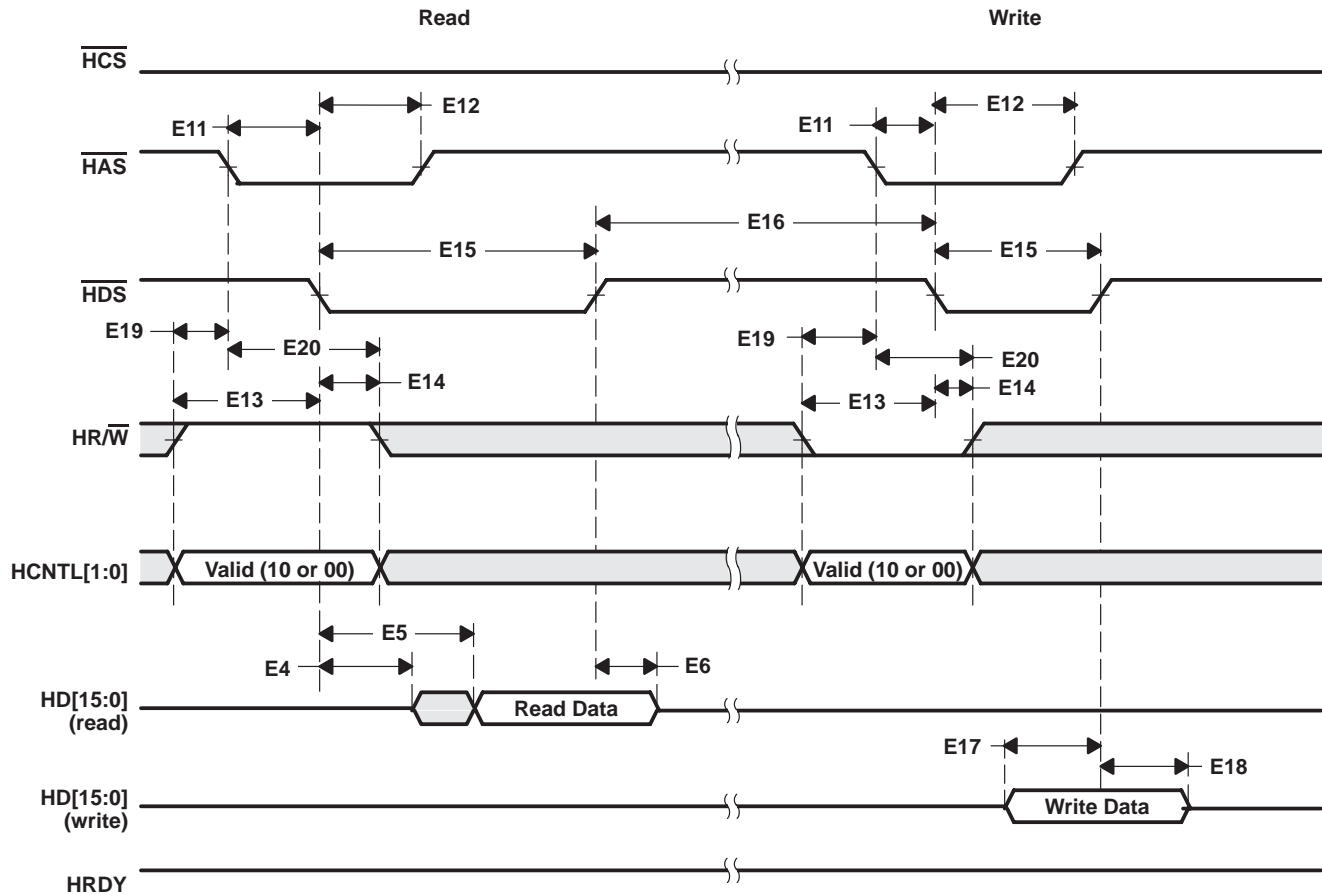 Read Write
HCS
E12 E12
E11 E11
HAS
E16
E15 E15
HDS
E19 E19
E20 E20
E14 E14
E13 E13
HR/W
HCNTL[1:0] Valid (10 or 00) Valid (10 or 00)
E5
E4 E6
HD[15:0]
(read)
Read Data
E17 E18
HD[15:0]
(write)
Write Data
HRDY